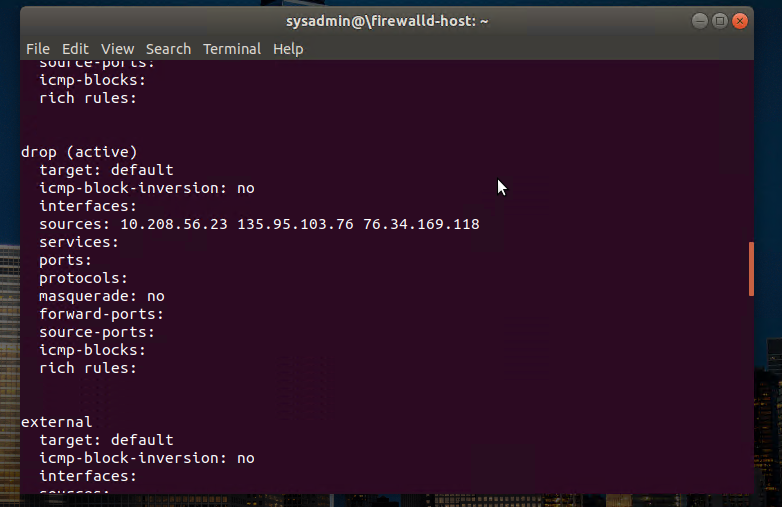 sysadmin@\firewalld-host: ~
File Edit View Search Terminal Help
source-ports:
icmp-blocks:
rich rules:
drop (active)
target: default
icmp-block-inversion: no
interfaces:
sources: 10.208.56.23 135.95.103.76 76.34.169.118
services:
ports:
protocols:
masquerade: no
forward-ports:
source-ports:
icmp-blocks:
rich rules:
external
target: default
icmp-block-inversion: no
interfaces:
sources: